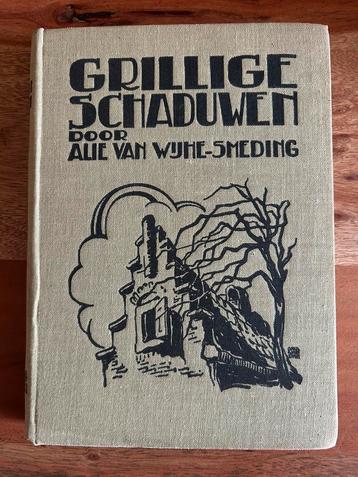 GRILLIGE
SCHADUWEN
DOOR
ALIE VAN WIJHE-SMEDING